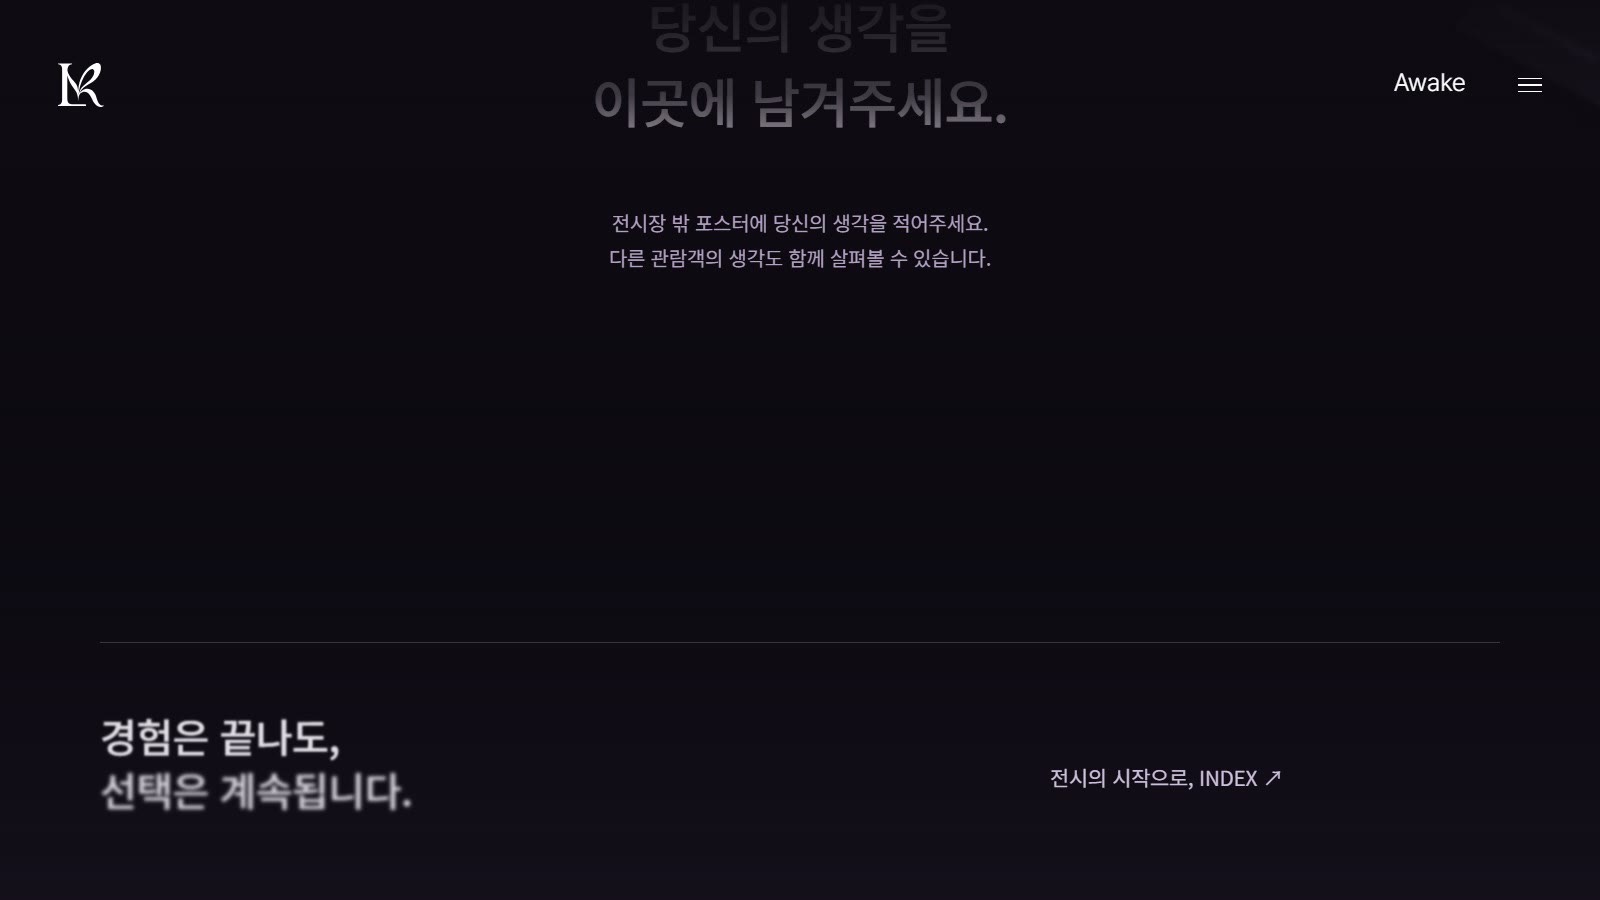 당신의 생각을
이곳에 남겨주세요.
Awake
전시장 밖 포스터에 당신의 생각을 적어주세요.
다른 관람객의 생각도 함께 살펴볼 수 있습니다.
경험은 끝나도,
선택은 계속됩니다.
전시의 시작으로, INDEX ↗